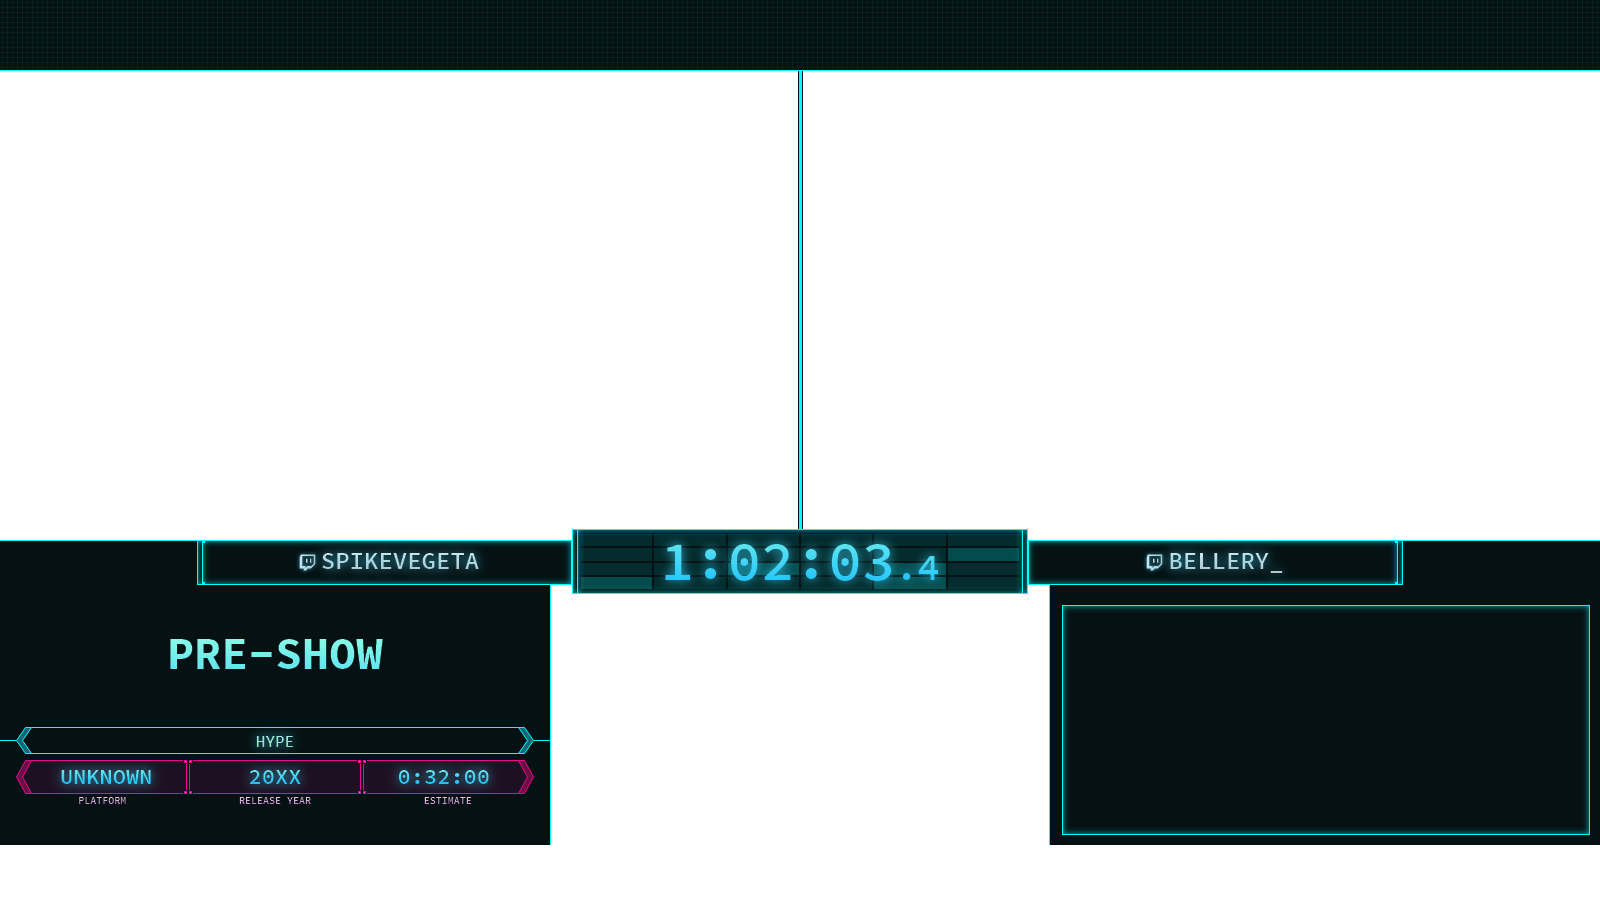 SPIKEVEGETA
1:02:03.4
BELLERY_
PRE-SHOW
HYPE
UNKNOWN 20XX 0:32:00
PLATFORM RELEASE YEAR ESTIMATE